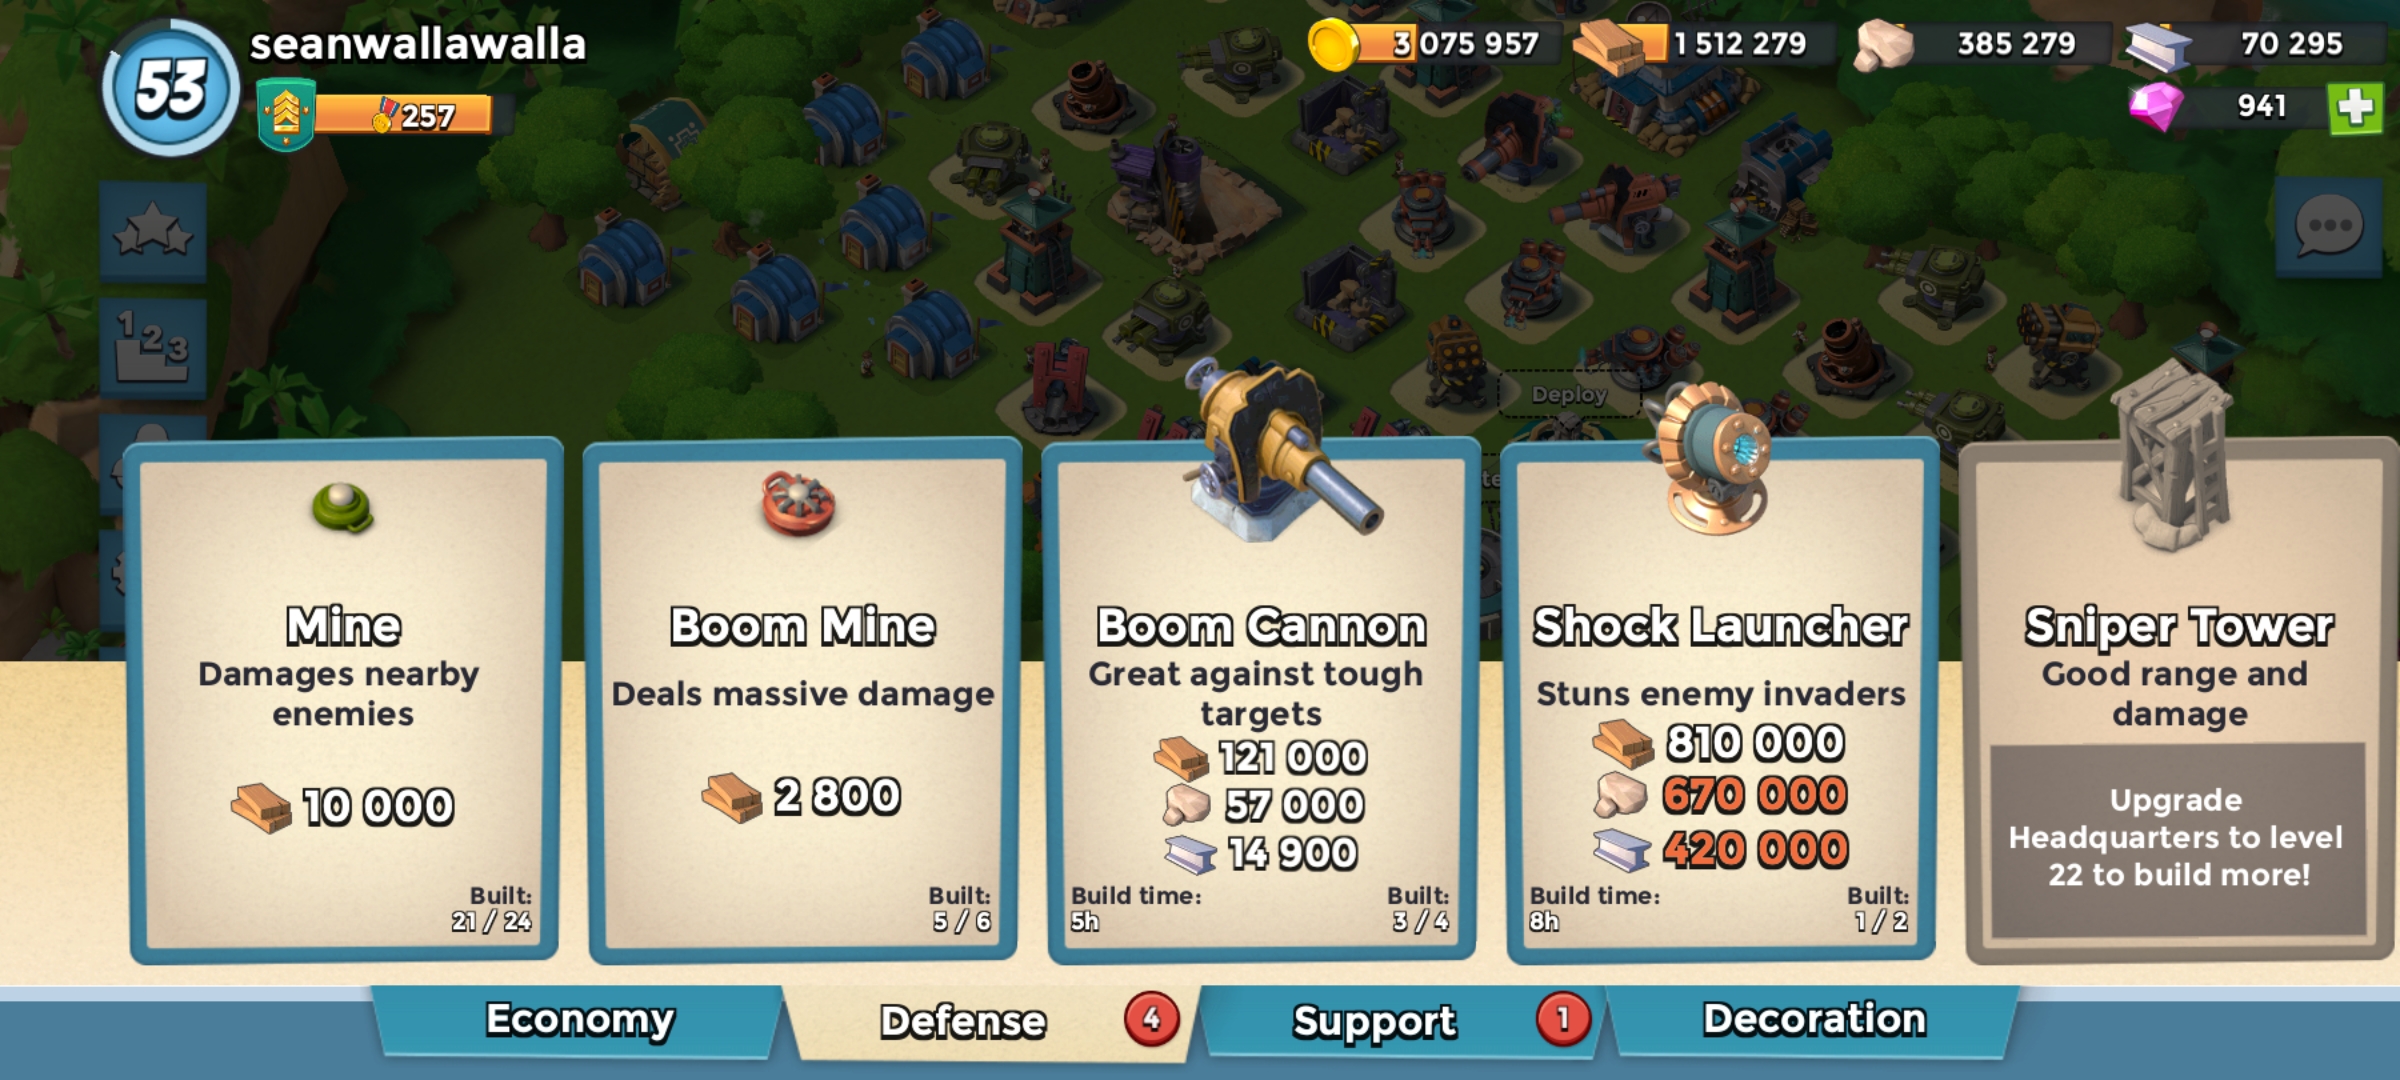 53
seanwallawalla
257
3 075 957
1 512 279
385 279
70 295
941
1 2 3
Deploy
Mine
Damages nearby
enemies
10 000
Built:
21 / 24
Boom Mine
Deals massive damage
2 800
Built:
5 / 6
Boom Cannon
Great against tough
targets
121 000
57 000
14 900
Build time:
5h
Built:
3 / 4
Shock Launcher
Stuns enemy invaders
810 000
670 000
420 000
Build time:
8h
Built:
1 / 2
Sniper Tower
Good range and
damage
Upgrade
Headquarters to level
22 to build more!
Economy
Defense
4
Support
1
Decoration